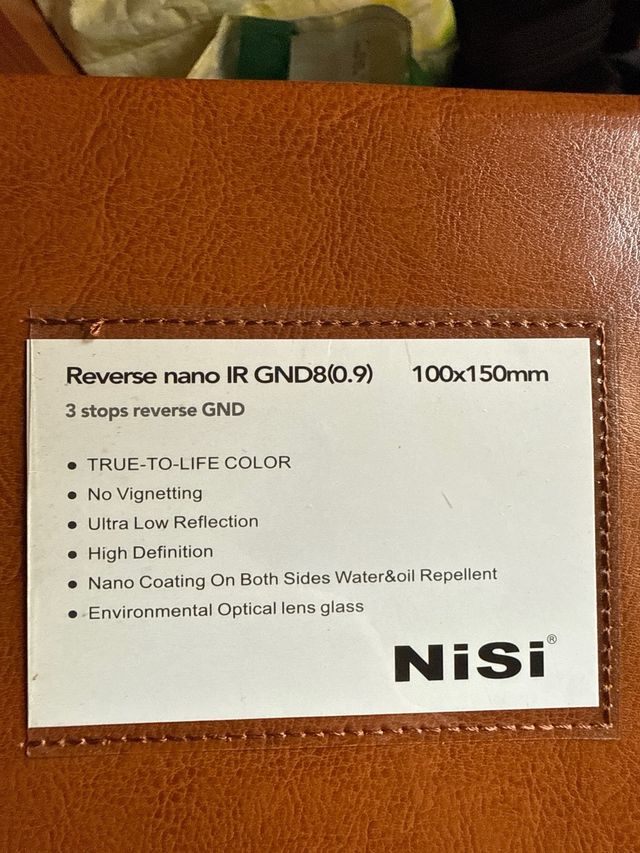 Reverse nano IR GND8(0.9) 100x150mm
3 stops reverse GND
• TRUE-TO-LIFE COLOR
• No Vignetting
• Ultra Low Reflection
• High Definition
• Nano Coating On Both Sides Water&oil Repellent
• Environmental Optical lens glass
NiSi®